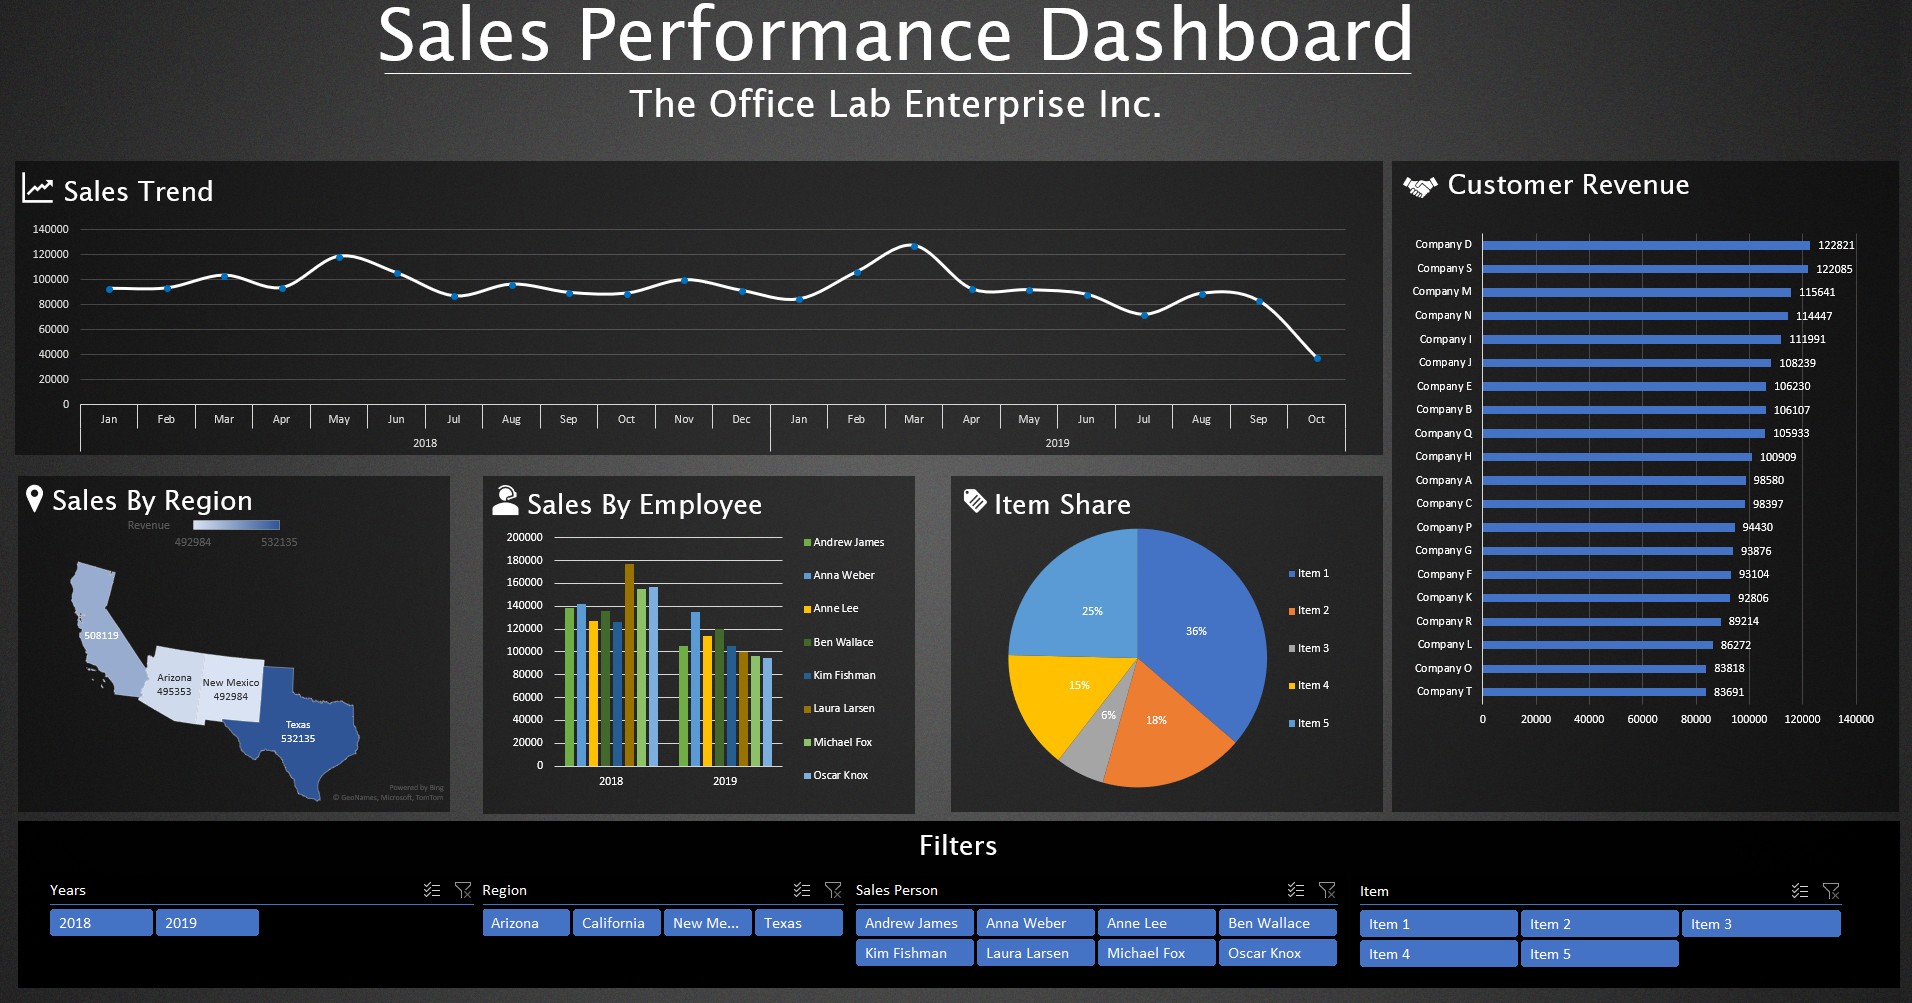 Sales Performance Dashboard
The Office Lab Enterprise Inc.
Sales Trend
140000
120000
100000
80000
60000
40000
20000
0
Jan Feb Mar Apr May Jun Jul Aug Sep Oct Nov Dec Jan Feb Mar Apr May Jun Jul Aug Sep Oct
2018 2019
Customer Revenue
Company D 122821
Company S 122085
Company M 115641
Company N 114447
Company I 111991
Company J 108239
Company E 106230
Company B 106107
Company Q 105933
Company H 100909
Company A 98580
Company C 98397
Company P 94430
Company G 93876
Company F 93104
Company K 92806
Company R 89214
Company L 86272
Company O 83818
Company T 83691
0 20000 40000 60000 80000 100000 120000 140000
Sales By Region
Revenue
492984 532135
508119
Arizona
495353
New Mexico
492984
Texas
532135
Powered by Bing
© GeoNames, Microsoft, TomTom
Sales By Employee
200000
180000
160000
140000
120000
100000
80000
60000
40000
20000
0
2018 2019
Andrew James
Anna Weber
Anne Lee
Ben Wallace
Kim Fishman
Laura Larsen
Michael Fox
Oscar Knox
Item Share
25%
36%
15%
6%
18%
Item 1
Item 2
Item 3
Item 4
Item 5
Filters
Years
2018 2019
Region
Arizona California New Me... Texas
Sales Person
Andrew James Anna Weber Anne Lee Ben Wallace
Kim Fishman Laura Larsen Michael Fox Oscar Knox
Item
Item 1 Item 2 Item 3
Item 4 Item 5